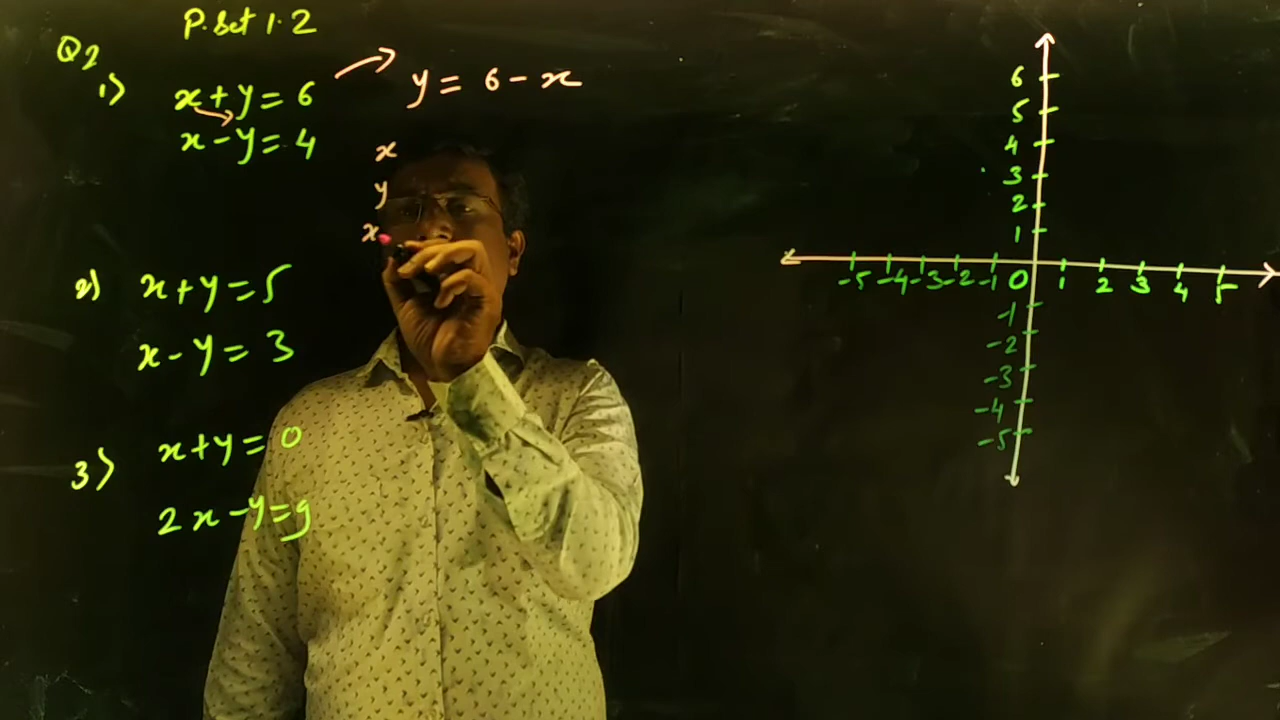 P. Set 1.2
Q2
1) x+y=6
y = 6-x
x-y=4
x
y
x
2) x+y=5
x-y=3
3) x+y=0
2x-y=9
6
5
4
3
2
1
-5 -4 -3 -2 -1 0 1 2 3 4 5
-1
-2
-3
-4
-5